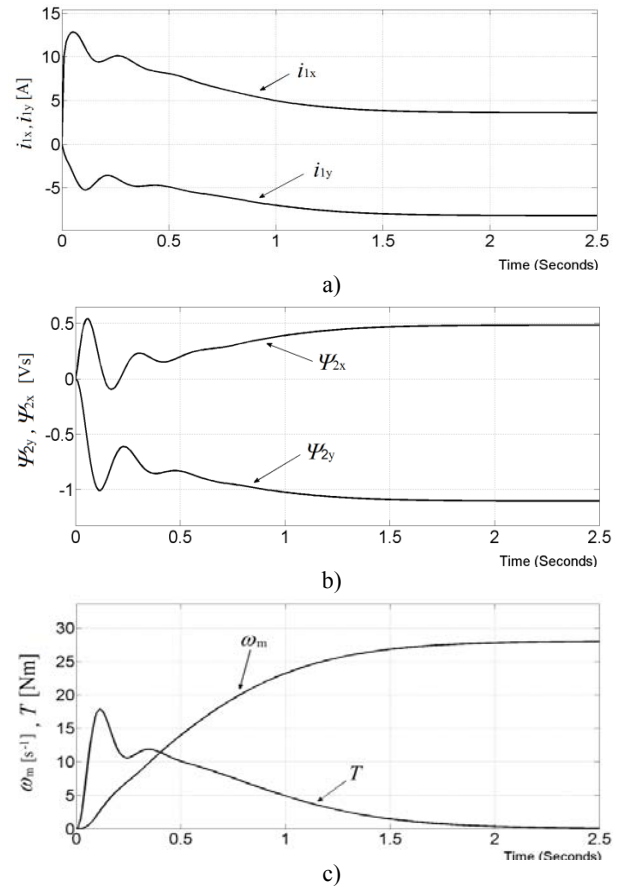 15
10
5
0
-5
i1x, i1y [A]
i1x
i1y
0 0.5 1 1.5 2 2.5
Time (Seconds)
a)
0.5
0
-0.5
-1
Ψ2y , Ψ2x [Vs]
Ψ2x
Ψ2y
0 0.5 1 1.5 2 2.5
Time (Seconds)
b)
30
25
20
15
10
5
0
ωm [s-1] , T [Nm]
ωm
T
0 0.5 1 1.5 2 2.5
Time (Seconds)
c)